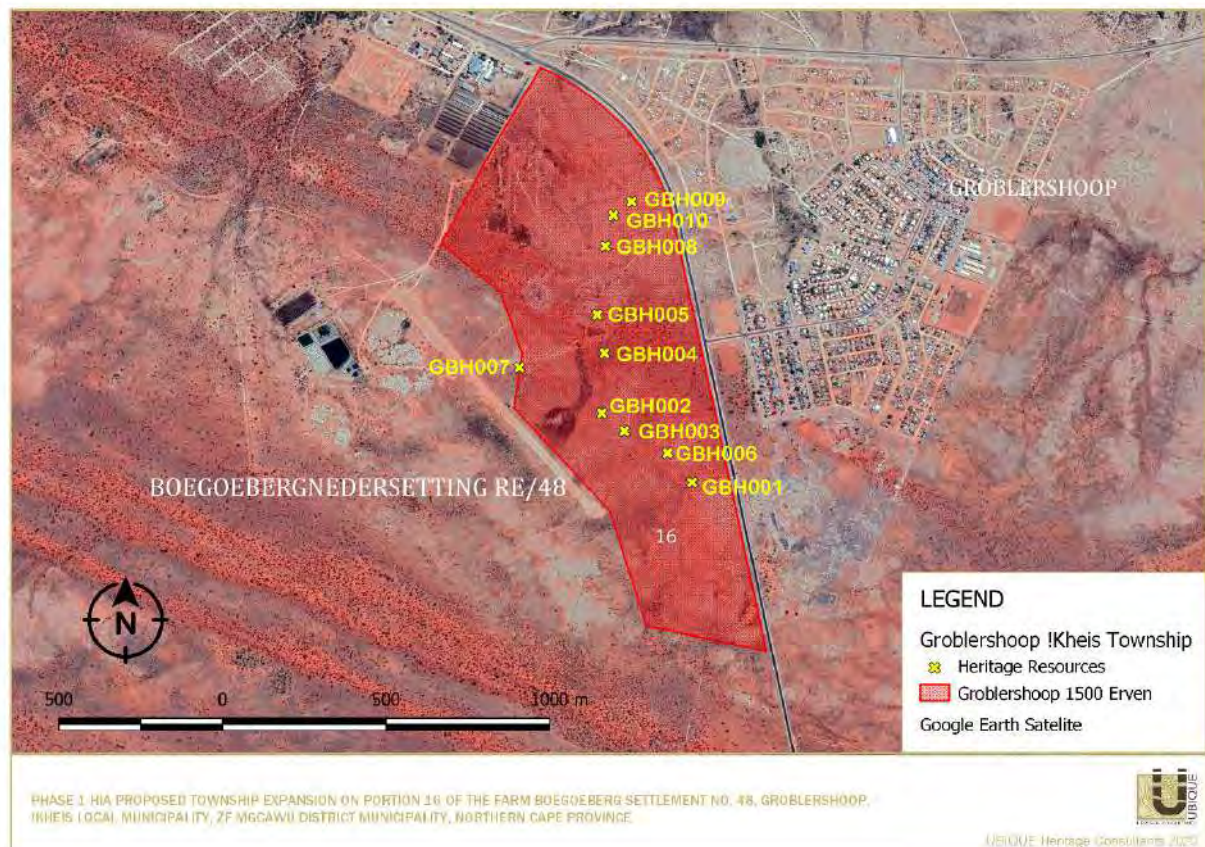 GROBLERSHOOP
GBH009
GBH010
GBH008
GBH005
GBH004
GBH007
GBH002
GBH003
GBH006
GBH001
BOEGOEBERGNEDERSETTING RE/48
16
N
500 0 500 1000 m
LEGEND
Groblershoop !Kheis Township
Heritage Resources
Groblershoop 1500 Erven
Google Earth Satelite
PHASE 1 HIA PROPOSED TOWNSHIP EXPANSION ON PORTION 16 OF THE FARM BOEGOEBERG SETTLEMENT NO. 48, GROBLERSHOOP,
!KHEIS LOCAL MUNICIPALITY, ZF MGCAWU DISTRICT MUNICIPALITY, NORTHERN CAPE PROVINCE
UBIQUE
UBIQUE Heritage Consultants 2020